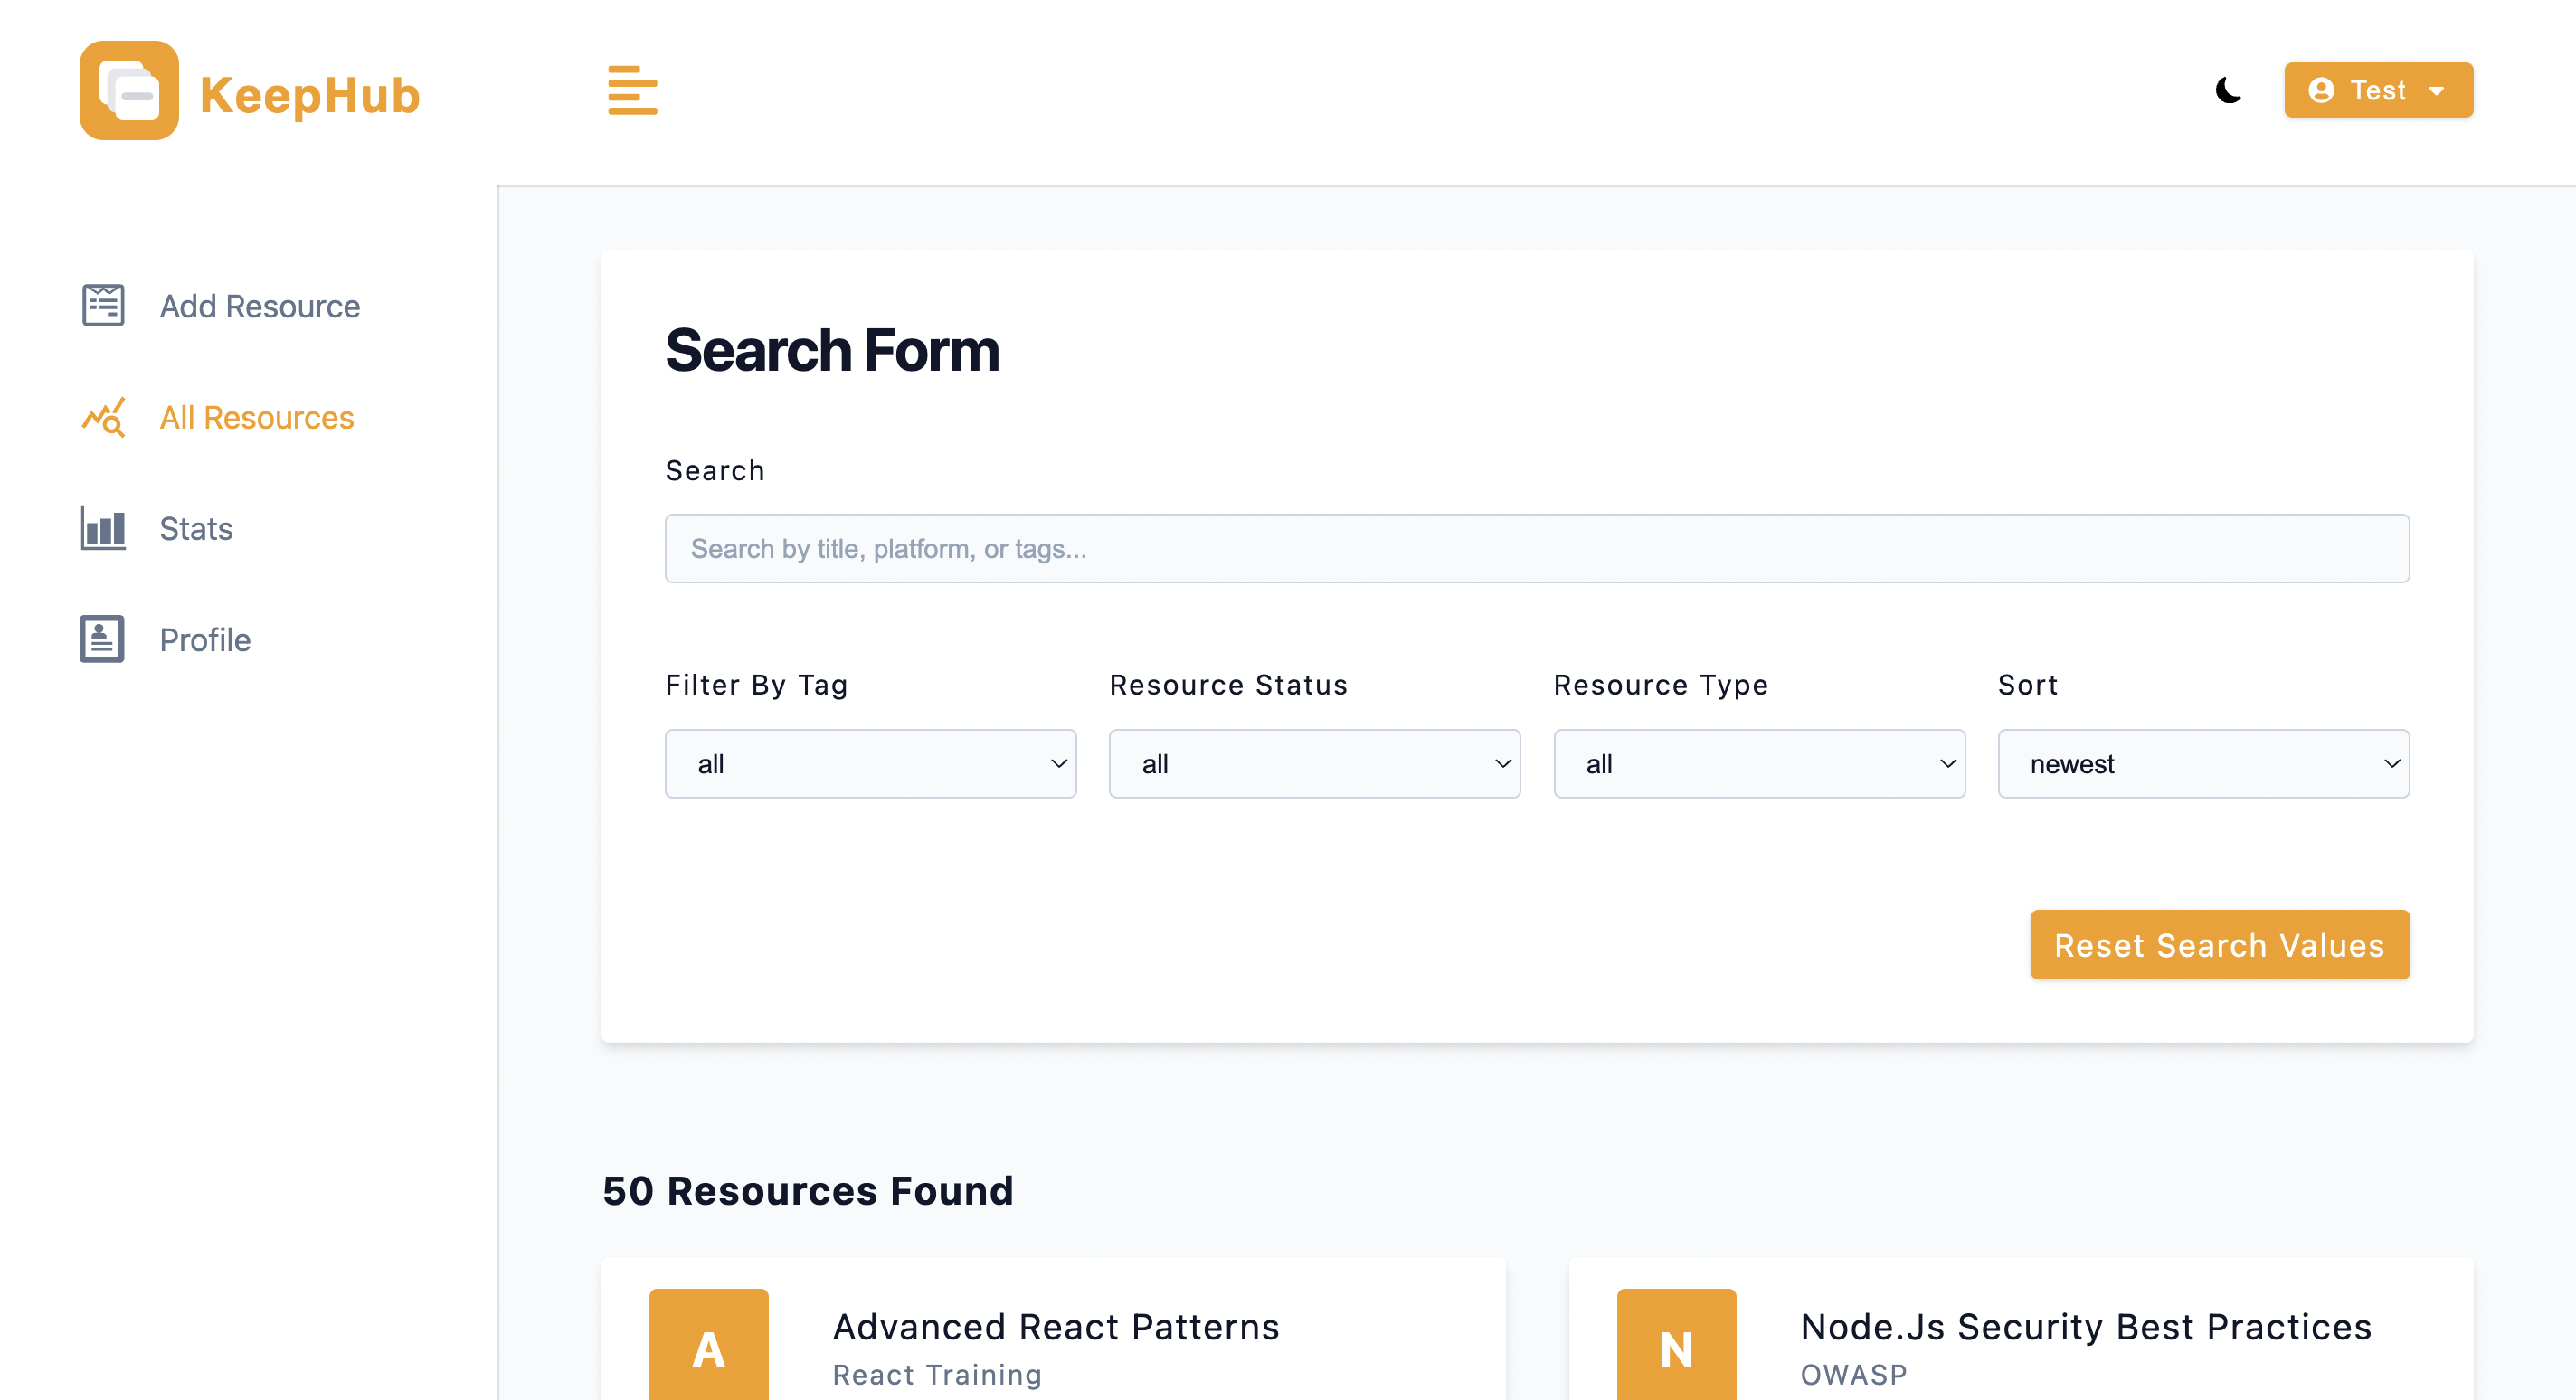 KeepHub
Test
Add Resource
All Resources
Stats
Profile
Search Form
Search
Search by title, platform, or tags...
Filter By Tag
Resource Status
Resource Type
Sort
all
all
all
newest
Reset Search Values
50 Resources Found
A
Advanced React Patterns
React Training
N
Node.Js Security Best Practices
OWASP